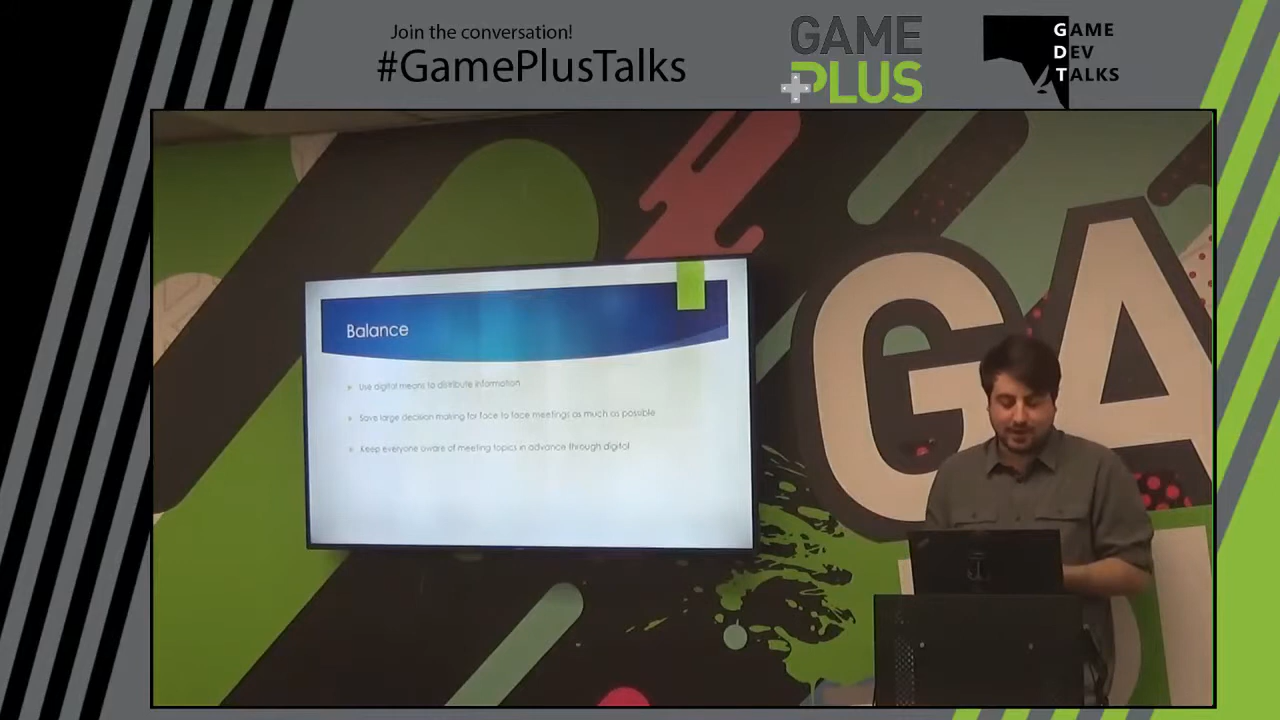 Join the conversation!
#GamePlusTalks
GAME
PLUS
GAME
DEV
TALKS
Balance
Use digital means to distribute information
Save large decision making for face to face meetings as much as possible
Keep everyone aware of meeting topics in advance through digital
GA